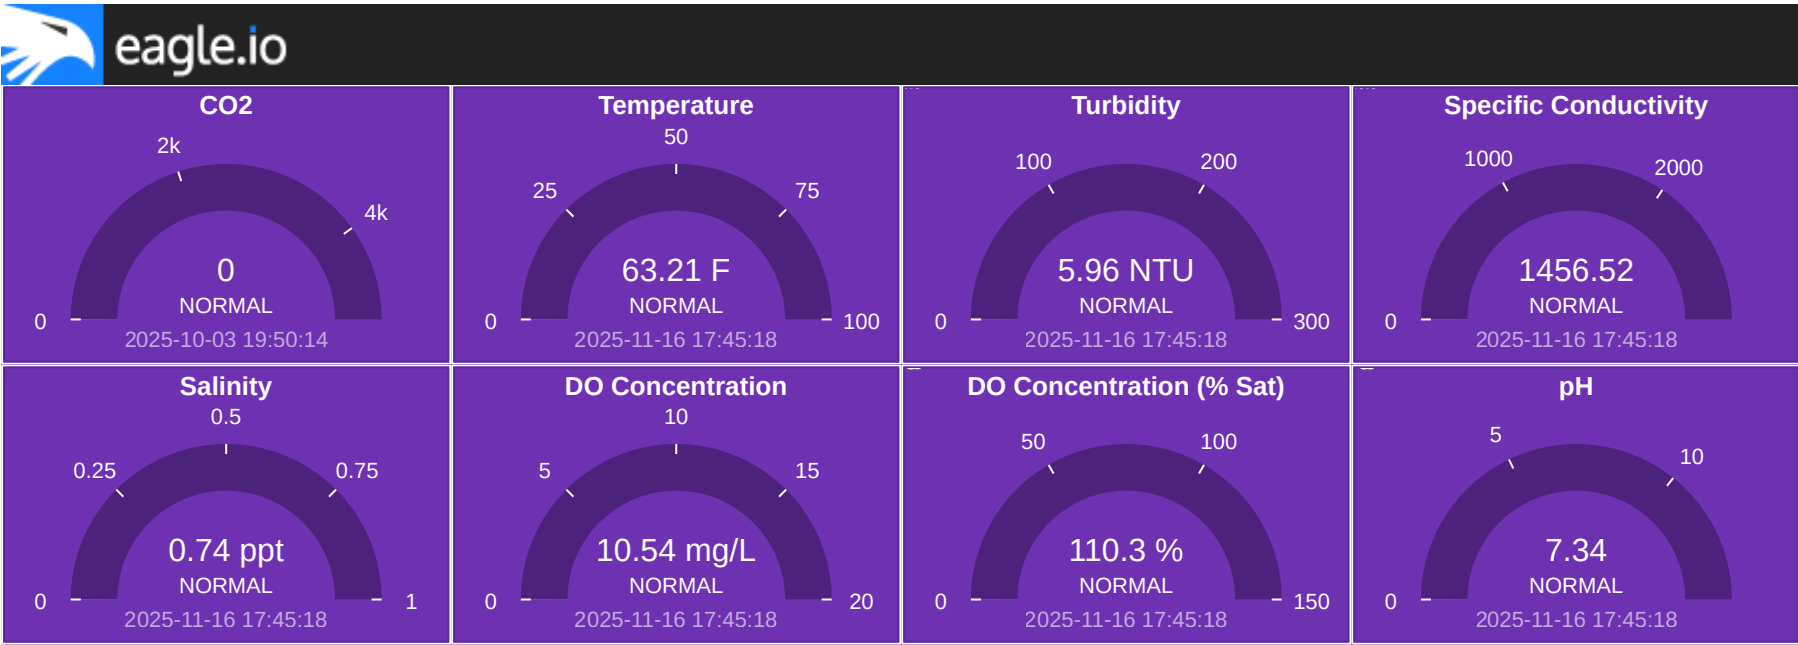 eagle.io
CO2
2k
4k
0
0
NORMAL
2025-10-03 19:50:14
Temperature
50
25
75
63.21 F
NORMAL
0
100
2025-11-16 17:45:18
Turbidity
100
200
5.96 NTU
NORMAL
0
300
2025-11-16 17:45:18
Specific Conductivity
1000
2000
1456.52
NORMAL
0
2025-11-16 17:45:18
Salinity
0.5
0.25
0.75
0.74 ppt
NORMAL
0
1
2025-11-16 17:45:18
DO Concentration
10
5
15
10.54 mg/L
NORMAL
0
20
2025-11-16 17:45:18
DO Concentration (% Sat)
50
100
110.3 %
NORMAL
0
150
2025-11-16 17:45:18
pH
5
10
7.34
NORMAL
0
2025-11-16 17:45:18